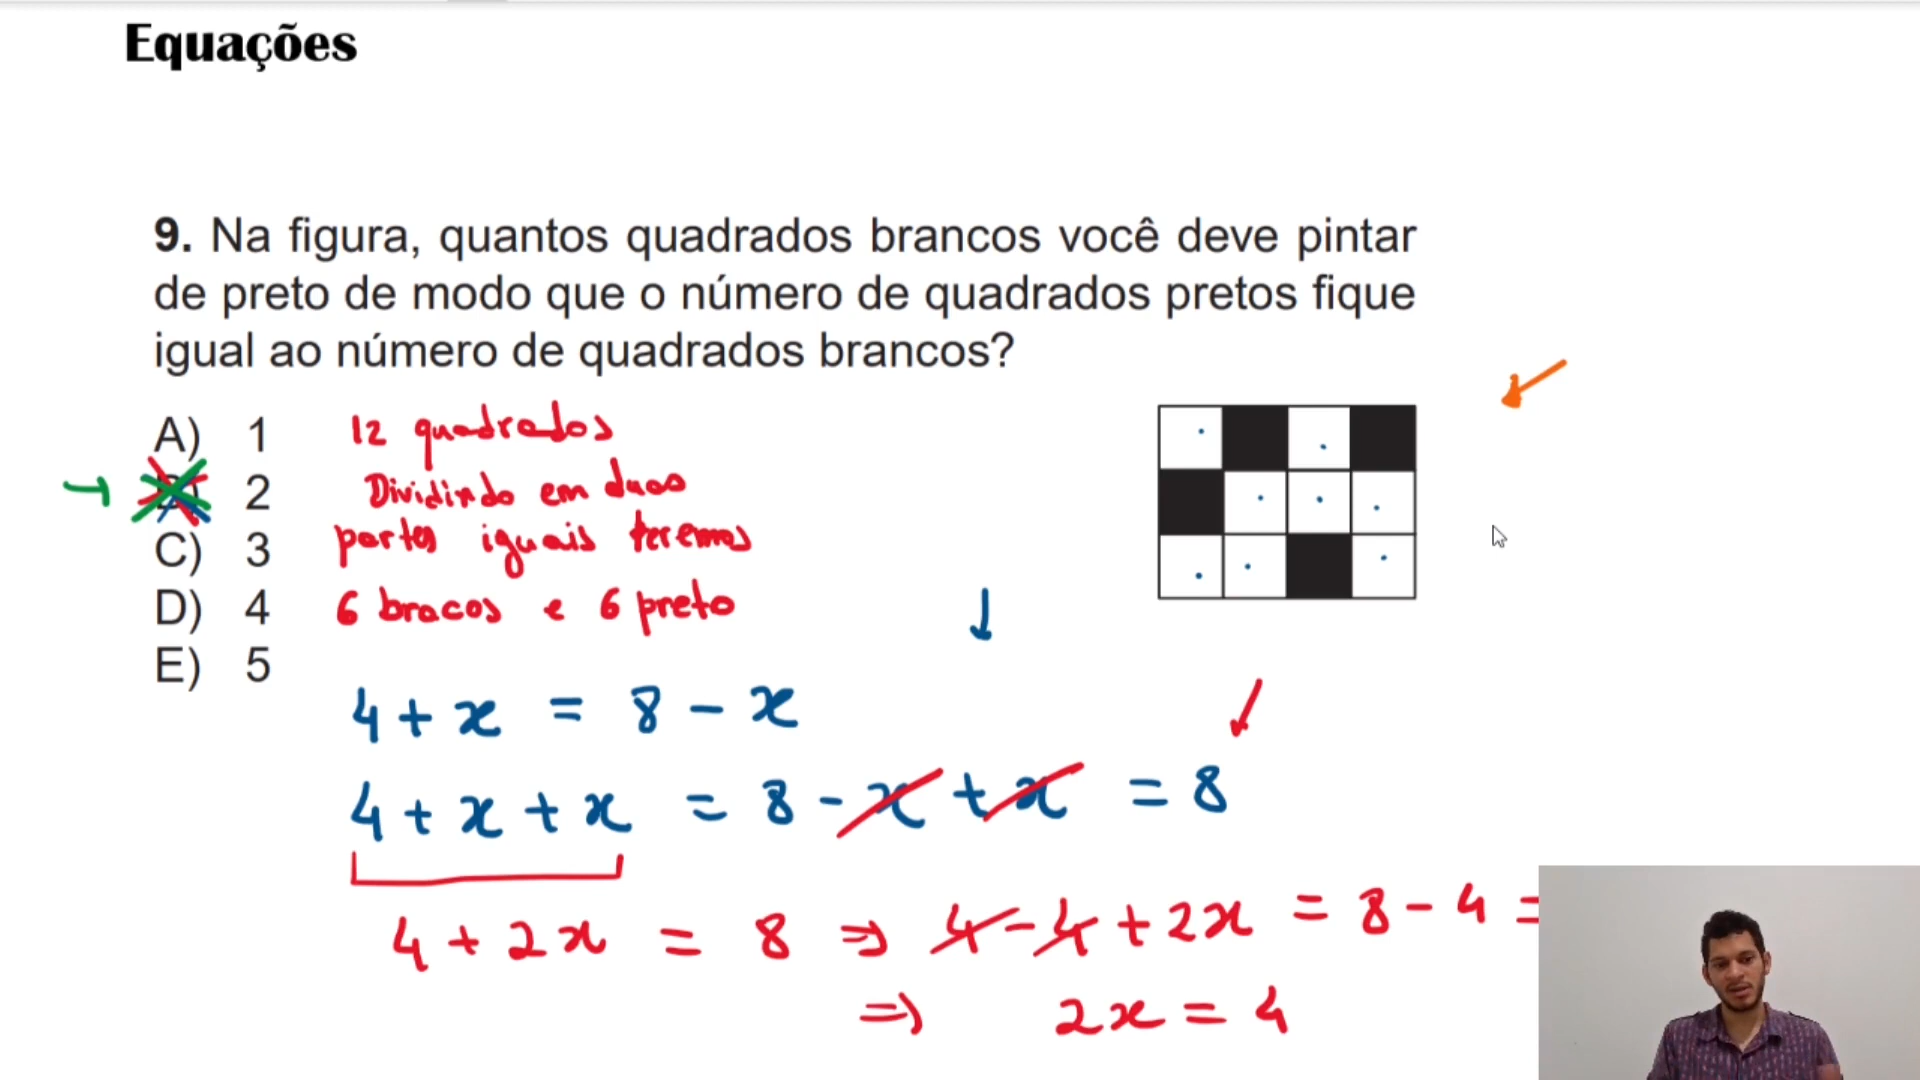 Equações
9. Na figura, quantos quadrados brancos você deve pintar
de preto de modo que o número de quadrados pretos fique
igual ao número de quadrados brancos?
A) 1
2
C) 3
D) 4
E) 5
12 quadrados
Dividindo em duas
partes iguais teremos
6 bracos e 6 preto
4 + x = 8 - x
4 + x + x = 8 - x + x = 8
4 + 2x = 8 ⇒ 4 - 4 + 2x = 8 - 4 =
⇒ 2x = 4